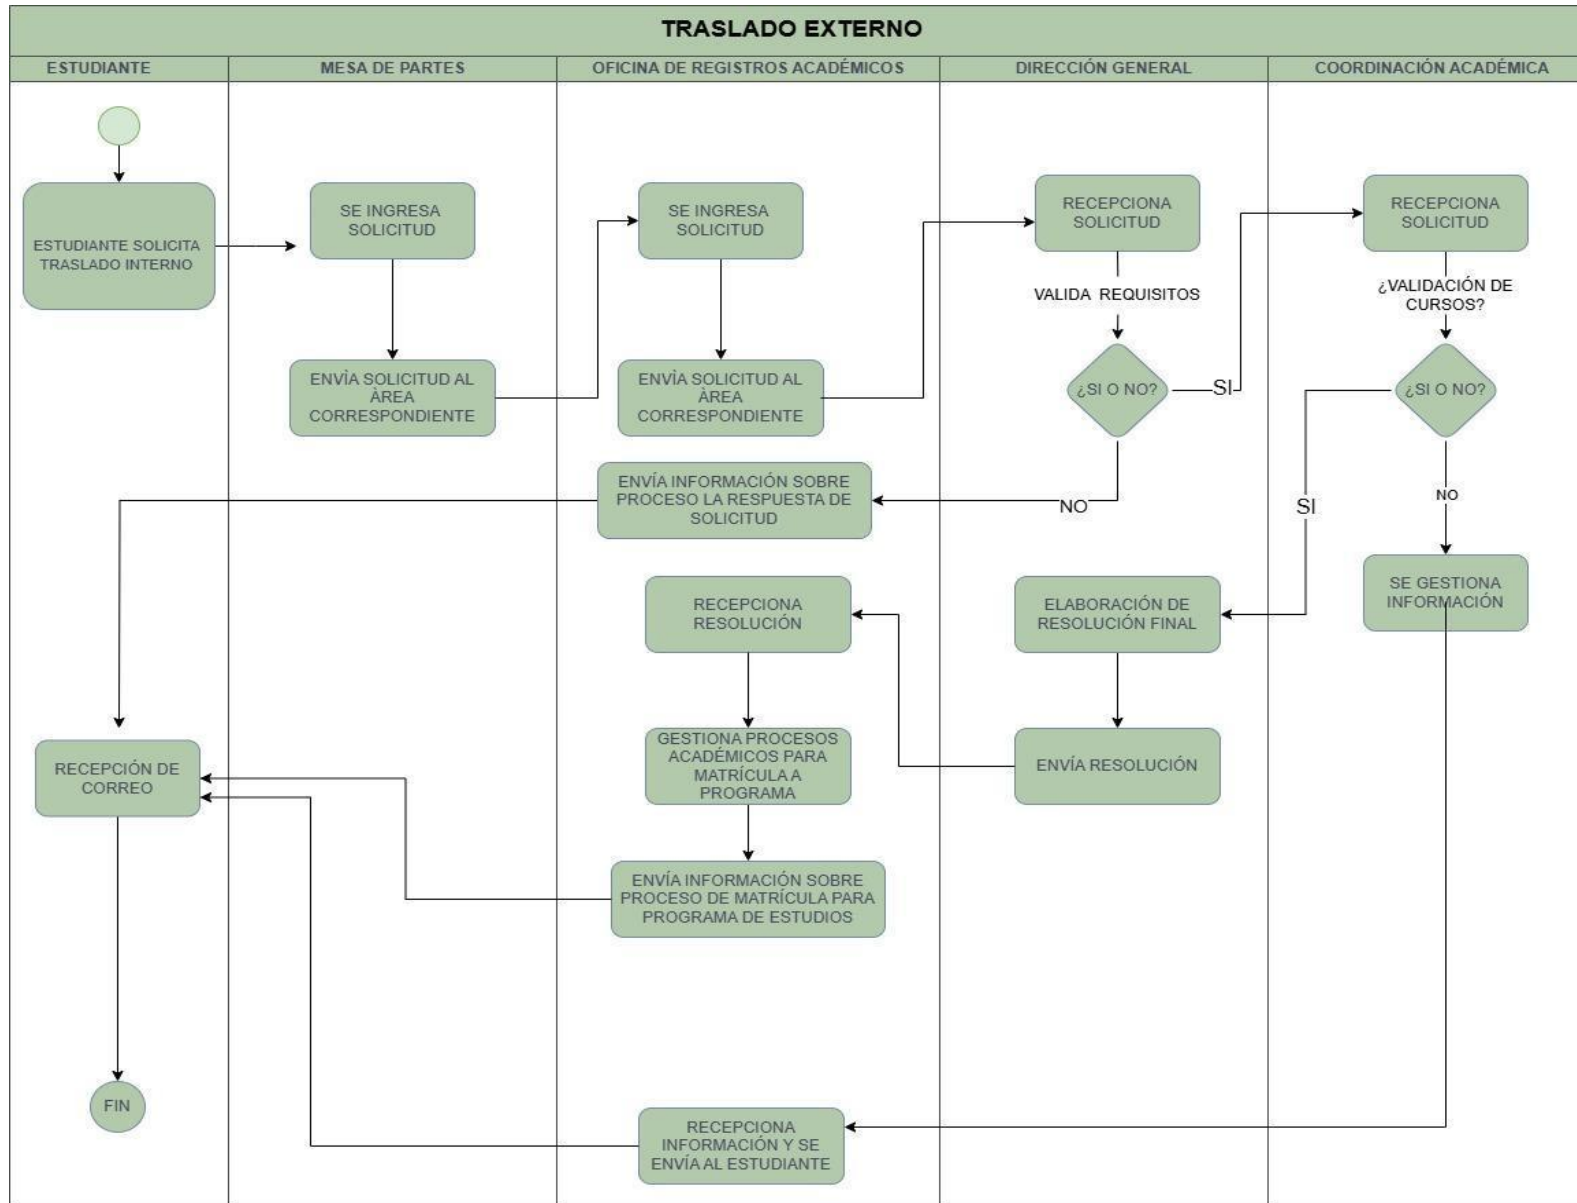 TRASLADO EXTERNO
ESTUDIANTE
MESA DE PARTES
OFICINA DE REGISTROS ACADÉMICOS
DIRECCIÓN GENERAL
COORDINACIÓN ACADÉMICA
ESTUDIANTE SOLICITA
TRASLADO INTERNO
SE INGRESA
SOLICITUD
SE INGRESA
SOLICITUD
RECEPCIONA
SOLICITUD
RECEPCIONA
SOLICITUD
VALIDA REQUISITOS
¿VALIDACIÓN DE
CURSOS?
ENVÌA SOLICITUD AL
ÀREA
CORRESPONDIENTE
ENVÌA SOLICITUD AL
ÀREA
CORRESPONDIENTE
¿SI O NO?
SI
¿SI O NO?
ENVÍA INFORMACIÓN SOBRE
PROCESO LA RESPUESTA DE
SOLICITUD
NO
SI
NO
RECEPCIONA
RESOLUCIÓN
ELABORACIÓN DE
RESOLUCIÓN FINAL
SE GESTIONA
INFORMACIÓN
RECEPCIÓN DE
CORREO
GESTIONA PROCESOS
ACADÉMICOS PARA
MATRÍCULA A
PROGRAMA
ENVÍA RESOLUCIÓN
ENVÍA INFORMACIÓN SOBRE
PROCESO DE MATRÍCULA PARA
PROGRAMA DE ESTUDIOS
FIN
RECEPCIONA
INFORMACIÓN Y SE
ENVÍA AL ESTUDIANTE